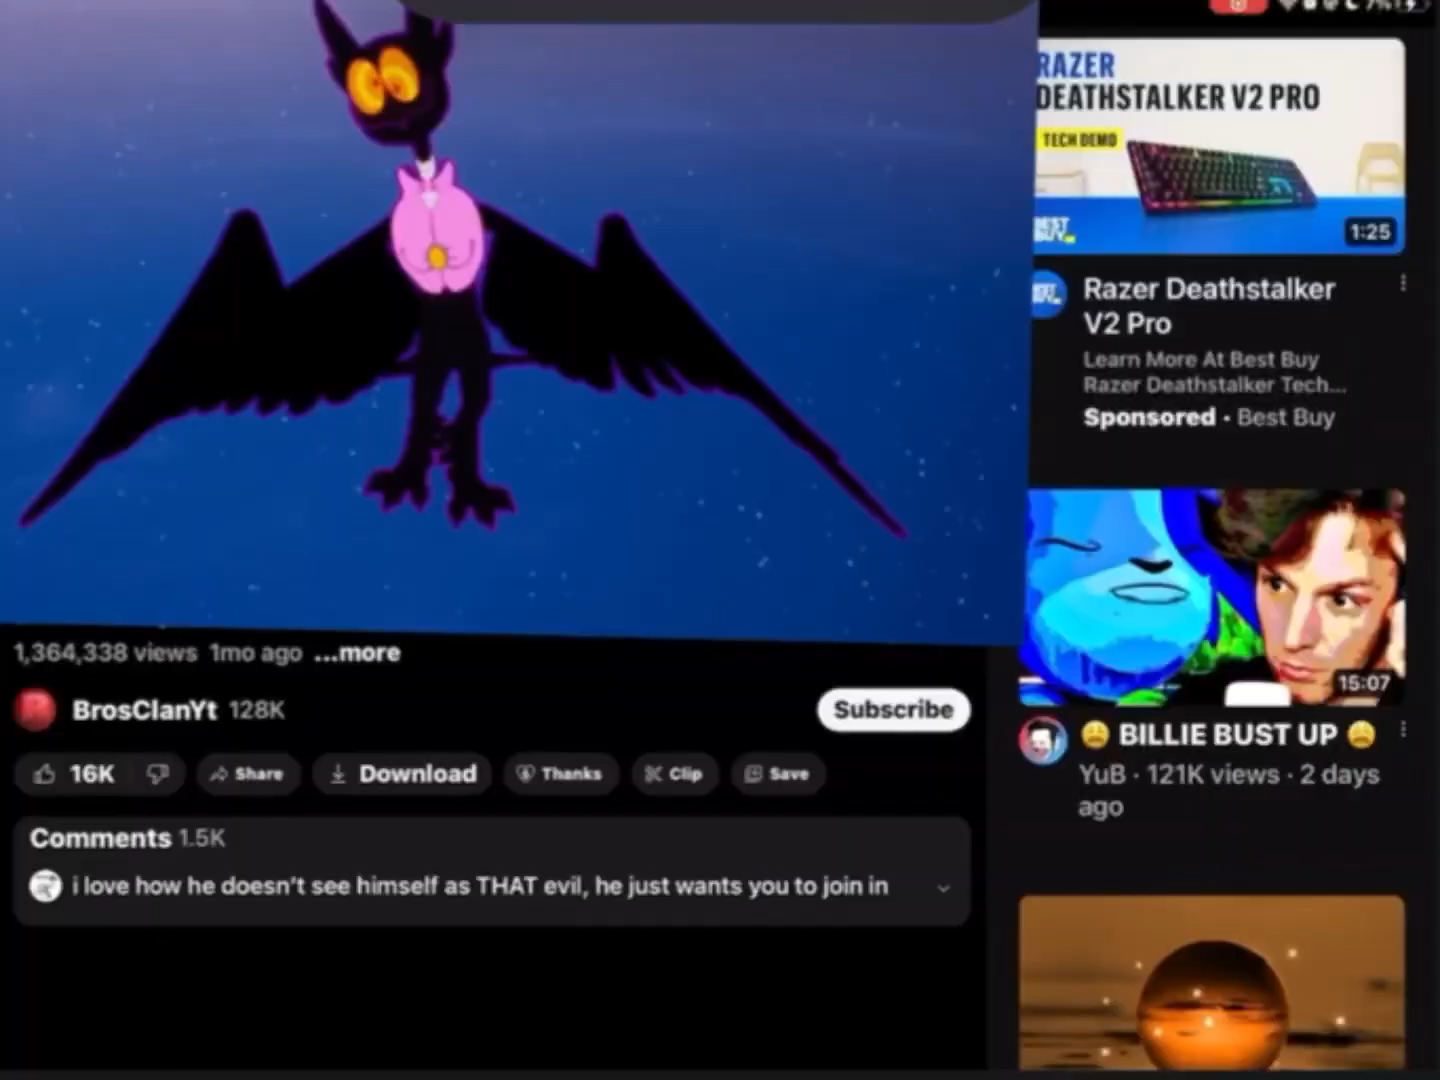 RAZER
DEATHSTALKER V2 PRO
TECH DEMO
BEST
BUY
1:25
Razer Deathstalker
V2 Pro
Learn More At Best Buy
Razer Deathstalker Tech...
Sponsored · Best Buy
15:07
😩 BILLIE BUST UP 😩
YuB · 121K views · 2 days
ago
1,364,338 views 1mo ago ...more
BrosClanYt 128K
Subscribe
16K Share Download Thanks Clip Save
Comments 1.5K
i love how he doesn't see himself as THAT evil, he just wants you to join in